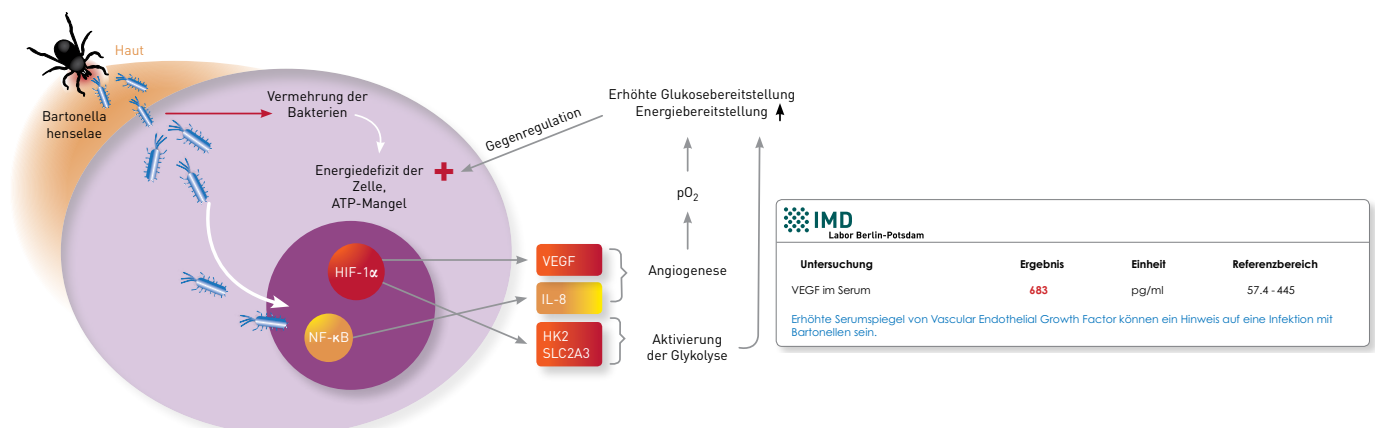 Haut
Bartonella
henselae
Vermehrung der
Bakterien
Energiedefizit der
Zelle,
ATP-Mangel
Gegenregulation
Erhöhte Glukosebereitstellung
Energiebereitstellung
pO₂
HIF-1α
NF-κB
VEGF
IL-8
HK2
SLC2A3
Angiogenese
Aktivierung
der Glykolyse
IMD
Labor Berlin-Potsdam
Untersuchung Ergebnis Einheit Referenzbereich
VEGF im Serum 683 pg/ml 57.4 - 445
Erhöhte Serumspiegel von Vascular Endothelial Growth Factor können ein Hinweis auf eine Infektion mit
Bartonellen sein.